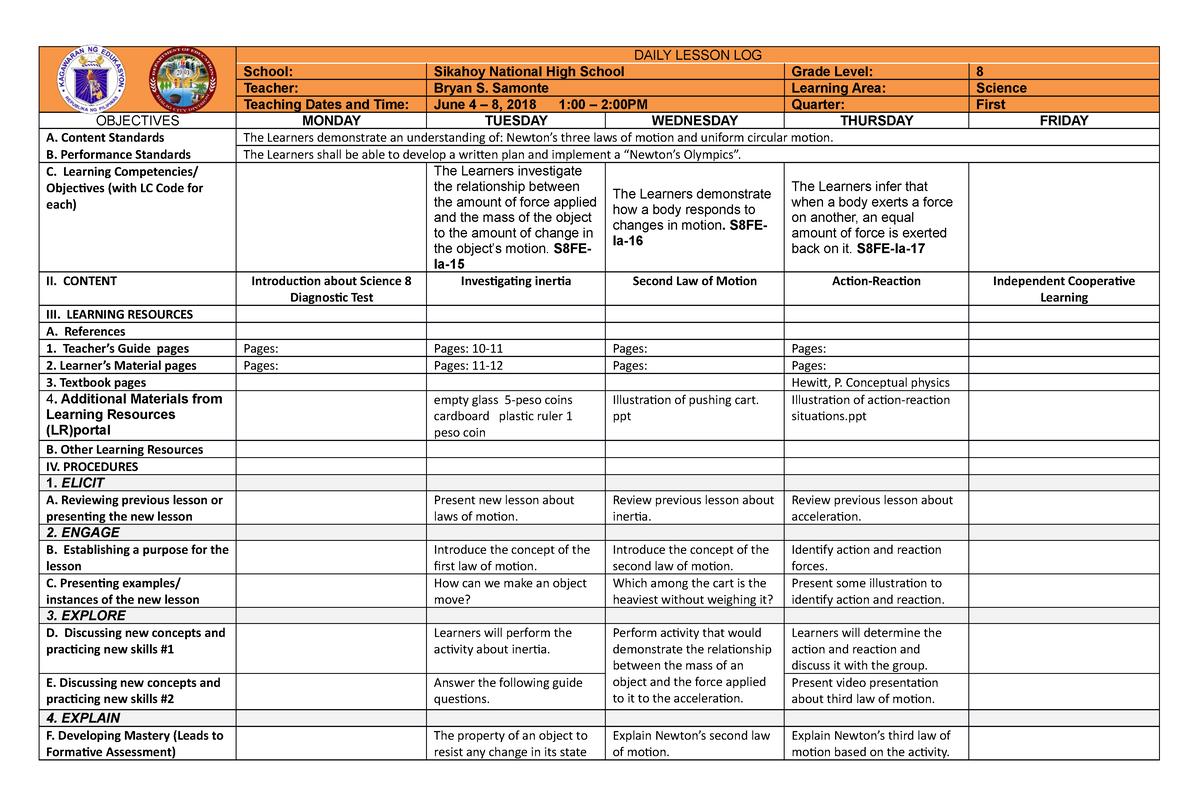 KAGAWARAN NG EDUKASYON
REPUBLIKA NG PILIPINAS
DEPARTMENT OF EDUCATION
DAILY LESSON LOG
School: Sikahoy National High School Grade Level: 8
Teacher: Bryan S. Samonte Learning Area: Science
Teaching Dates and Time: June 4 – 8, 2018 1:00 – 2:00PM Quarter: First
OBJECTIVES MONDAY TUESDAY WEDNESDAY THURSDAY FRIDAY
A. Content Standards The Learners demonstrate an understanding of: Newton's three laws of motion and uniform circular motion.
B. Performance Standards The Learners shall be able to develop a written plan and implement a “Newton's Olympics”.
C. Learning Competencies/
Objectives (with LC Code for
each)
The Learners investigate
the relationship between
the amount of force applied
and the mass of the object
to the amount of change in
the object's motion. S8FE-
Ia-15
The Learners demonstrate
how a body responds to
changes in motion. S8FE-
Ia-16
The Learners infer that
when a body exerts a force
on another, an equal
amount of force is exerted
back on it. S8FE-Ia-17
II. CONTENT
Introduction about Science 8
Diagnostic Test
Investigating inertia
Second Law of Motion
Action-Reaction
Independent Cooperative
Learning
III. LEARNING RESOURCES
A. References
1. Teacher's Guide pages Pages: Pages: 10-11 Pages: Pages:
2. Learner's Material pages Pages: Pages: 11-12 Pages: Pages:
3. Textbook pages Hewitt, P. Conceptual physics
4. Additional Materials from
Learning Resources
(LR)portal
empty glass 5-peso coins
cardboard plastic ruler 1
peso coin
Illustration of pushing cart.
ppt
Illustration of action-reaction
situations.ppt
B. Other Learning Resources
IV. PROCEDURES
1. ELICIT
A. Reviewing previous lesson or
presenting the new lesson
Present new lesson about
laws of motion.
Review previous lesson about
inertia.
Review previous lesson about
acceleration.
2. ENGAGE
B. Establishing a purpose for the
lesson
Introduce the concept of the
first law of motion.
Introduce the concept of the
second law of motion.
Identify action and reaction
forces.
C. Presenting examples/
instances of the new lesson
How can we make an object
move?
Which among the cart is the
heaviest without weighing it?
Present some illustration to
identify action and reaction.
3. EXPLORE
D. Discussing new concepts and
practicing new skills #1
Learners will perform the
activity about inertia.
Perform activity that would
demonstrate the relationship
between the mass of an
object and the force applied
to it to the acceleration.
Learners will determine the
action and reaction and
discuss it with the group.
E. Discussing new concepts and
practicing new skills #2
Answer the following guide
questions.
Present video presentation
about third law of motion.
4. EXPLAIN
F. Developing Mastery (Leads to
Formative Assessment)
The property of an object to
resist any change in its state
Explain Newton's second law
of motion.
Explain Newton's third law of
motion based on the activity.